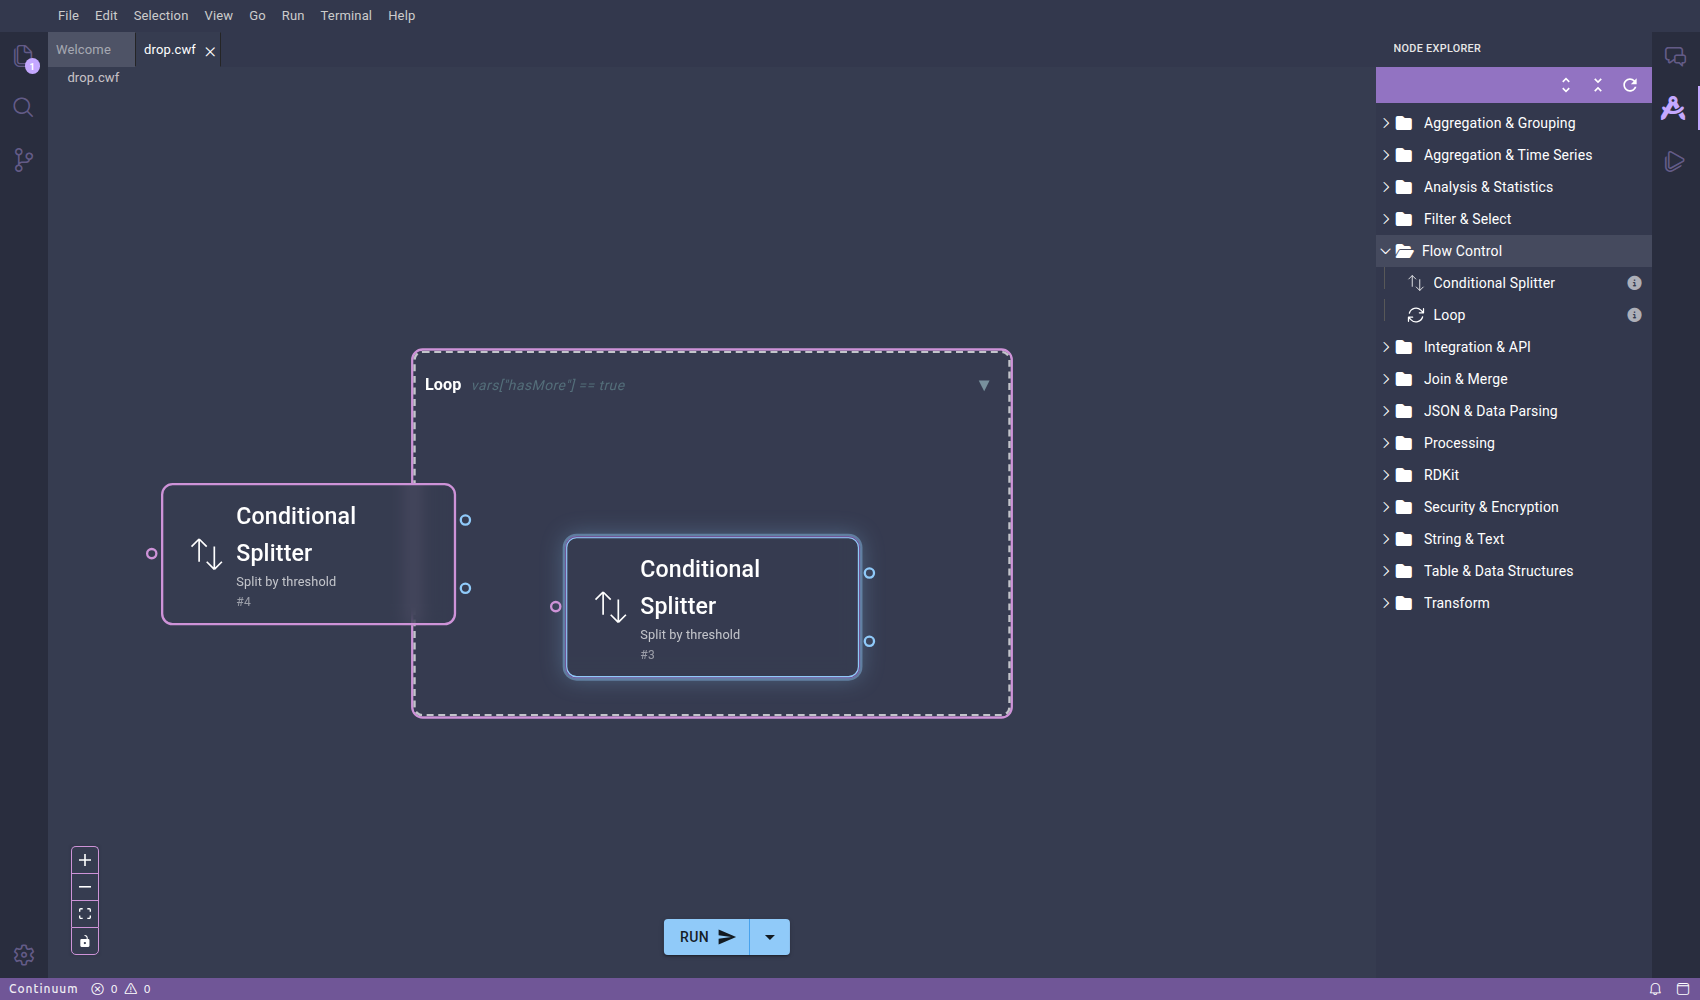 File Edit Selection View Go Run Terminal Help
Welcome drop.cwf
drop.cwf
NODE EXPLORER
1
Aggregation & Grouping
Aggregation & Time Series
Analysis & Statistics
Filter & Select
Flow Control
Conditional Splitter
Loop
Integration & API
Join & Merge
JSON & Data Parsing
Processing
RDKit
Security & Encryption
String & Text
Table & Data Structures
Transform
Loop vars["hasMore"] == true
Conditional
Splitter
Split by threshold
#4
Conditional
Splitter
Split by threshold
#3
RUN
Continuum 0 0